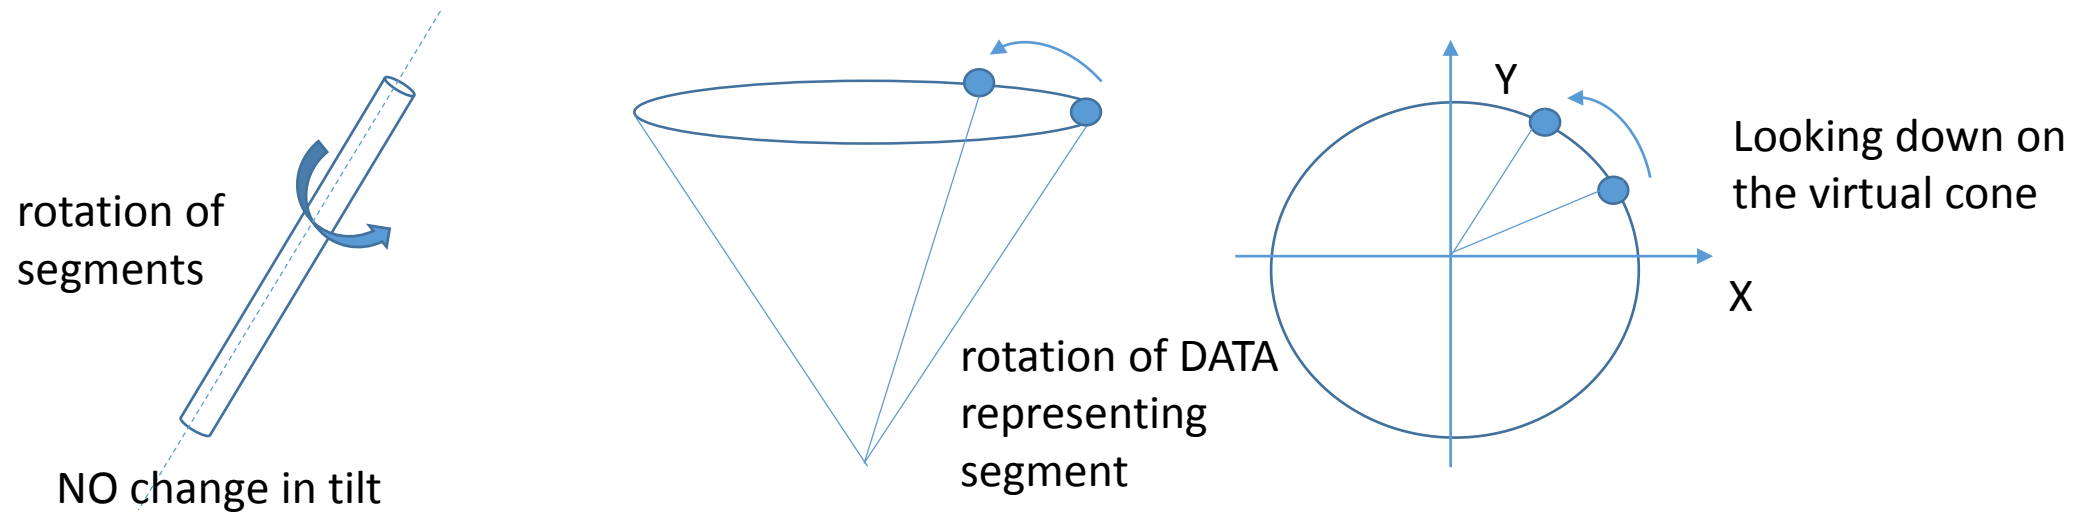 rotation of
segments
NO change in tilt
rotation of DATA
representing
segment
Y
X
Looking down on
the virtual cone